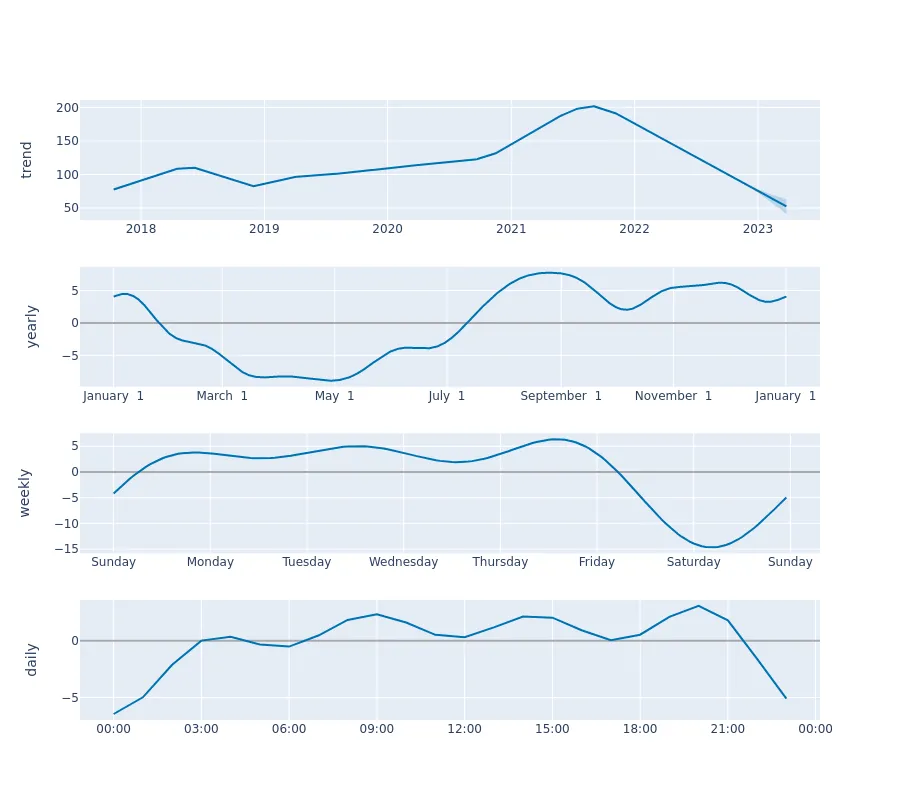 trend
200
150
100
50
2018 2019 2020 2021 2022 2023
yearly
5
0
−5
January 1 March 1 May 1 July 1 September 1 November 1 January 1
weekly
5
0
−5
−10
−15
Sunday Monday Tuesday Wednesday Thursday Friday Saturday Sunday
daily
0
−5
00:00 03:00 06:00 09:00 12:00 15:00 18:00 21:00 00:00